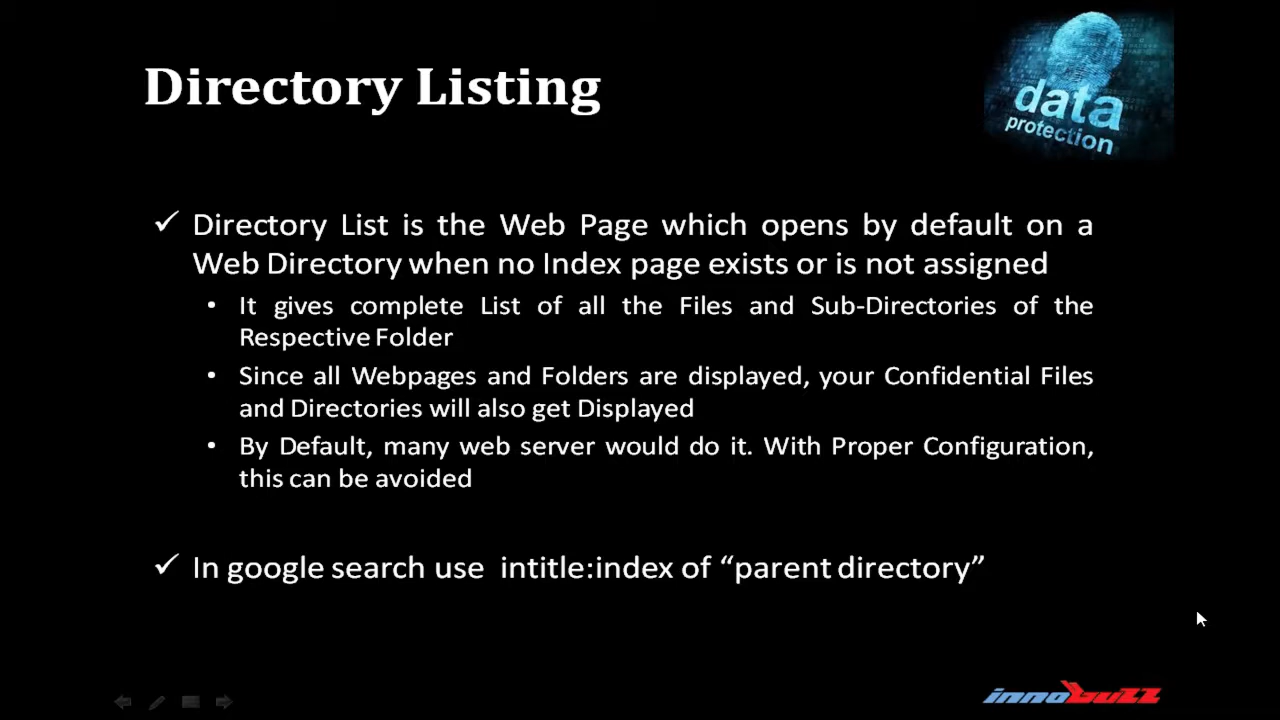 Directory Listing
data
protection
✓ Directory List is the Web Page which opens by default on a
Web Directory when no Index page exists or is not assigned
• It gives complete List of all the Files and Sub-Directories of the
Respective Folder
• Since all Webpages and Folders are displayed, your Confidential Files
and Directories will also get Displayed
• By Default, many web server would do it. With Proper Configuration,
this can be avoided
✓ In google search use intitle:index of “parent directory”
innobuzz